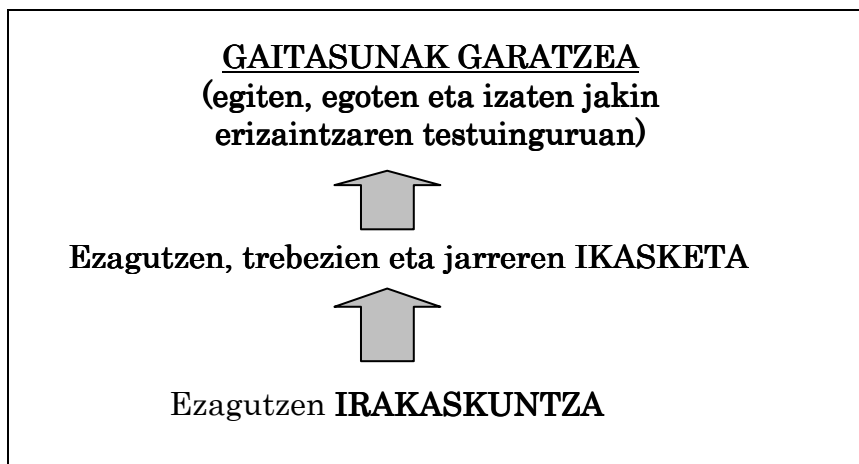 GAITASUNAK GARATZEA
(egiten, egoten eta izaten jakin
erizaintzaren testuinguruan)
Ezagutzen, trebezien eta jarreren IKASKETA
Ezagutzen IRAKASKUNTZA